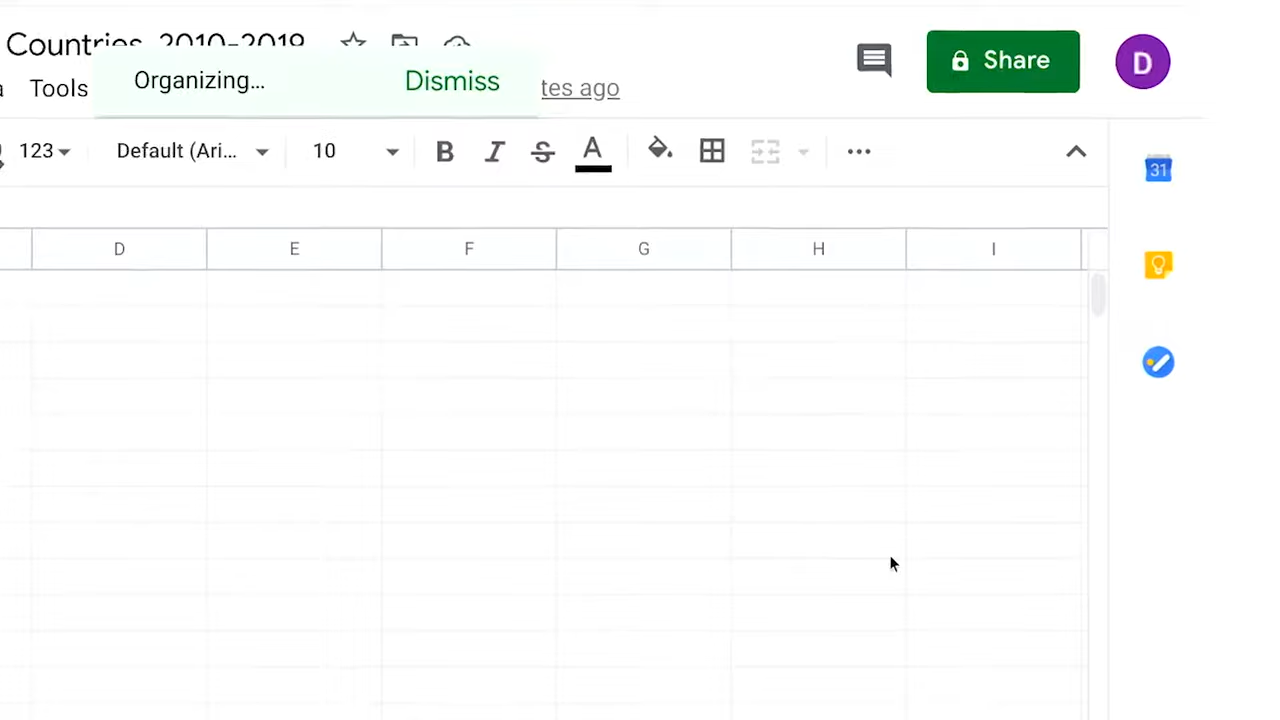 Countries, 2010-2019
Organizing...
Dismiss
Tools
tes ago
Share
D
123
Default (Ari...
10
B
I
S
A
31
D
E
F
G
H
I